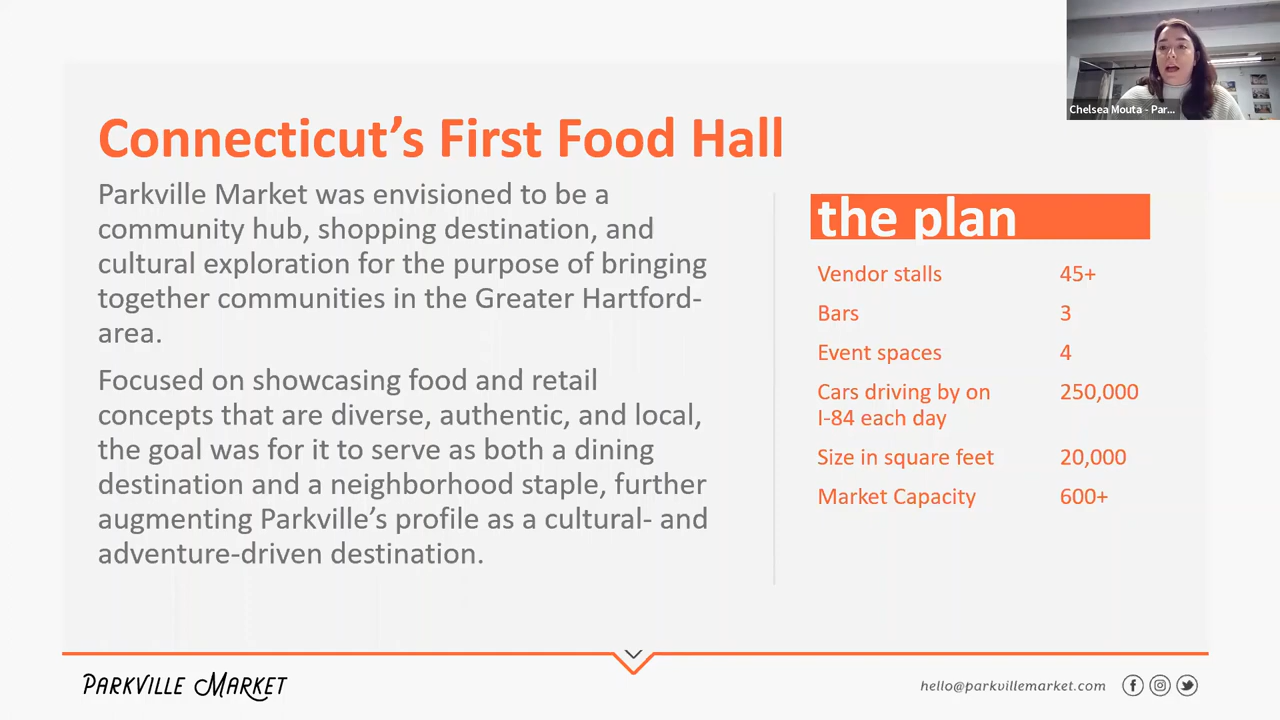 Connecticut’s First Food Hall
Parkville Market was envisioned to be a
community hub, shopping destination, and
cultural exploration for the purpose of bringing
together communities in the Greater Hartford-
area.
Focused on showcasing food and retail
concepts that are diverse, authentic, and local,
the goal was for it to serve as both a dining
destination and a neighborhood staple, further
augmenting Parkville’s profile as a cultural- and
adventure-driven destination.
the plan
Vendor stalls 45+
Bars 3
Event spaces 4
Cars driving by on 250,000
I-84 each day
Size in square feet 20,000
Market Capacity 600+
Chelsea Mouta - Par...
Parkville Market
hello@parkvillemarket.com